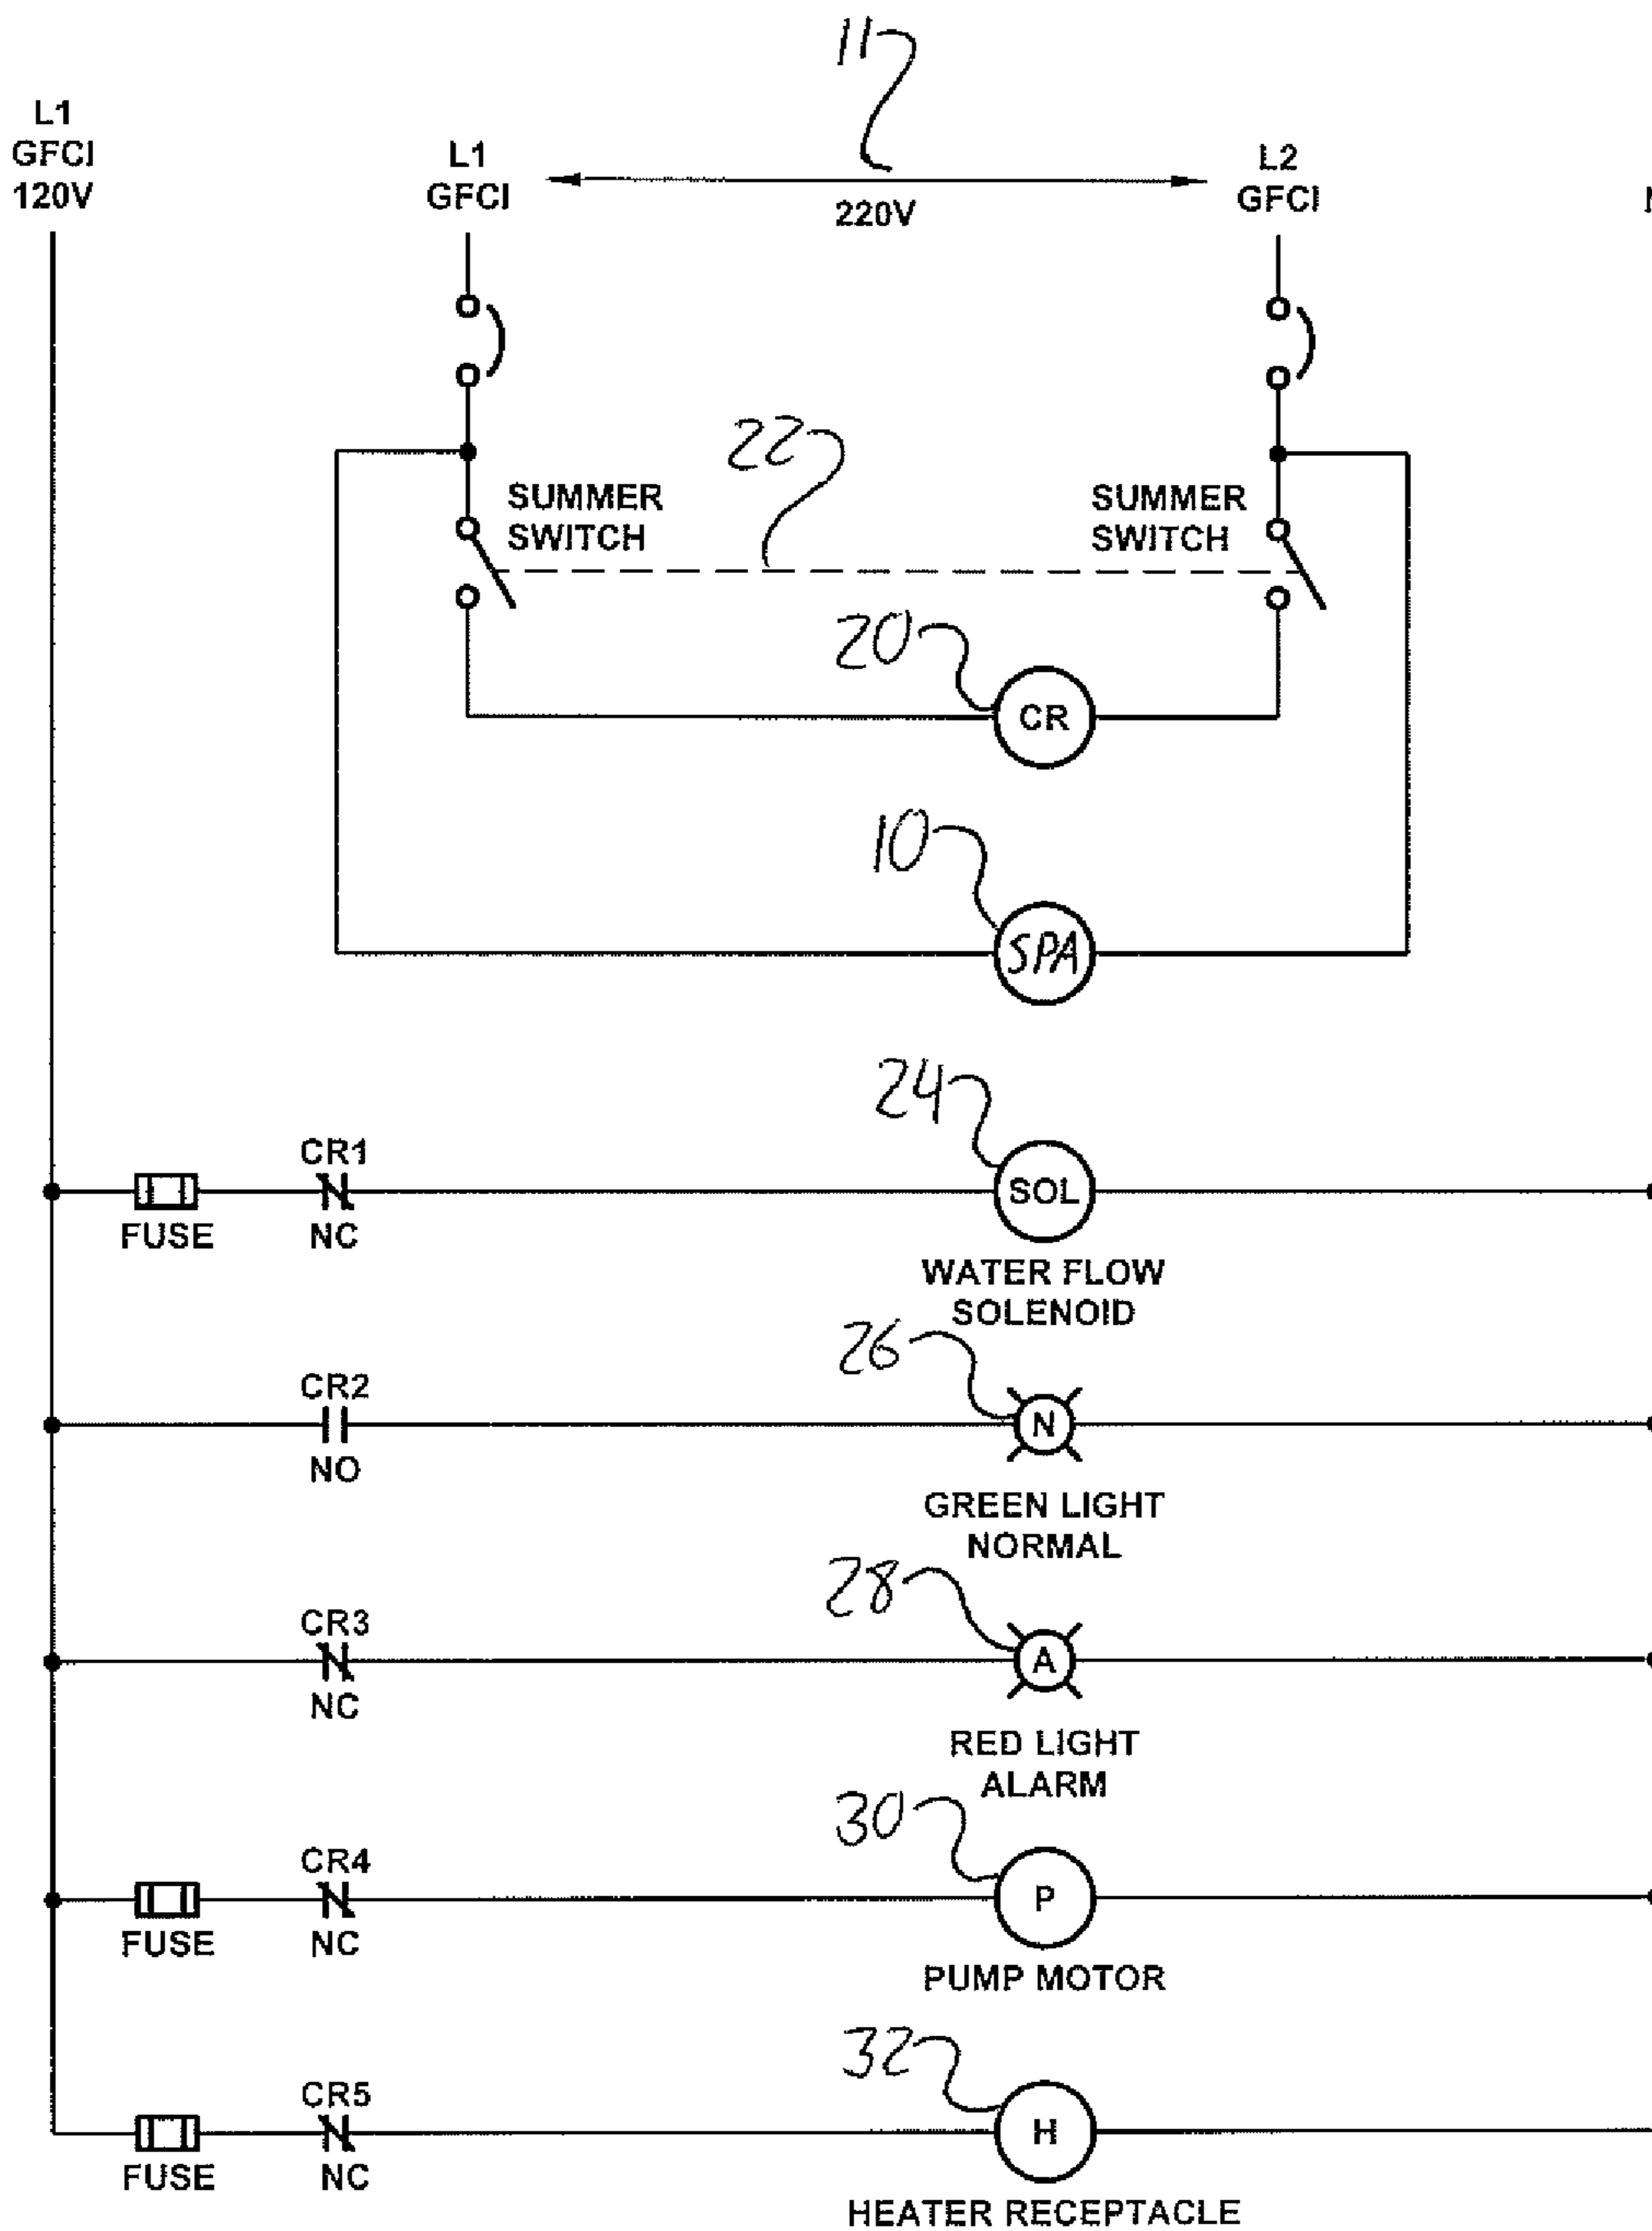 11
L1
GFCI
120V
L1
GFCI
220V
L2
GFCI
22
SUMMER
SWITCH
SUMMER
SWITCH
20
CR
10
SPA
24
CR1
SOL
FUSE
NC
WATER FLOW
SOLENOID
26
CR2
N
NO
GREEN LIGHT
NORMAL
28
CR3
A
NC
RED LIGHT
ALARM
30
CR4
P
FUSE
NC
PUMP MOTOR
32
CR5
H
FUSE
NC
HEATER RECEPTACLE